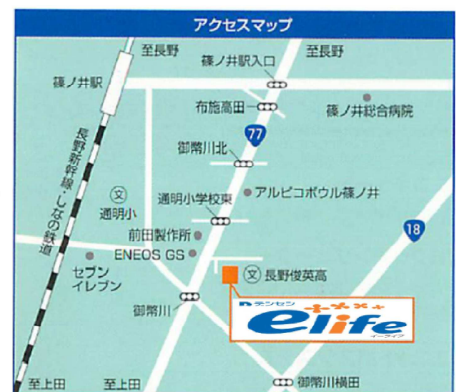 アクセスマップ
至長野
至長野
篠ノ井駅入口
篠ノ井駅
布施高田
篠ノ井総合病院
77
御幣川北
長野新幹線・しなの鉄道
文
通明小
通明小学校東
アルピコボウル篠ノ井
18
前田製作所
ENEOS GS
セブン
イレブン
文 長野俊英高
御幣川
n デンセン
elife
イーライフ
御幣川横田
至上田
至上田